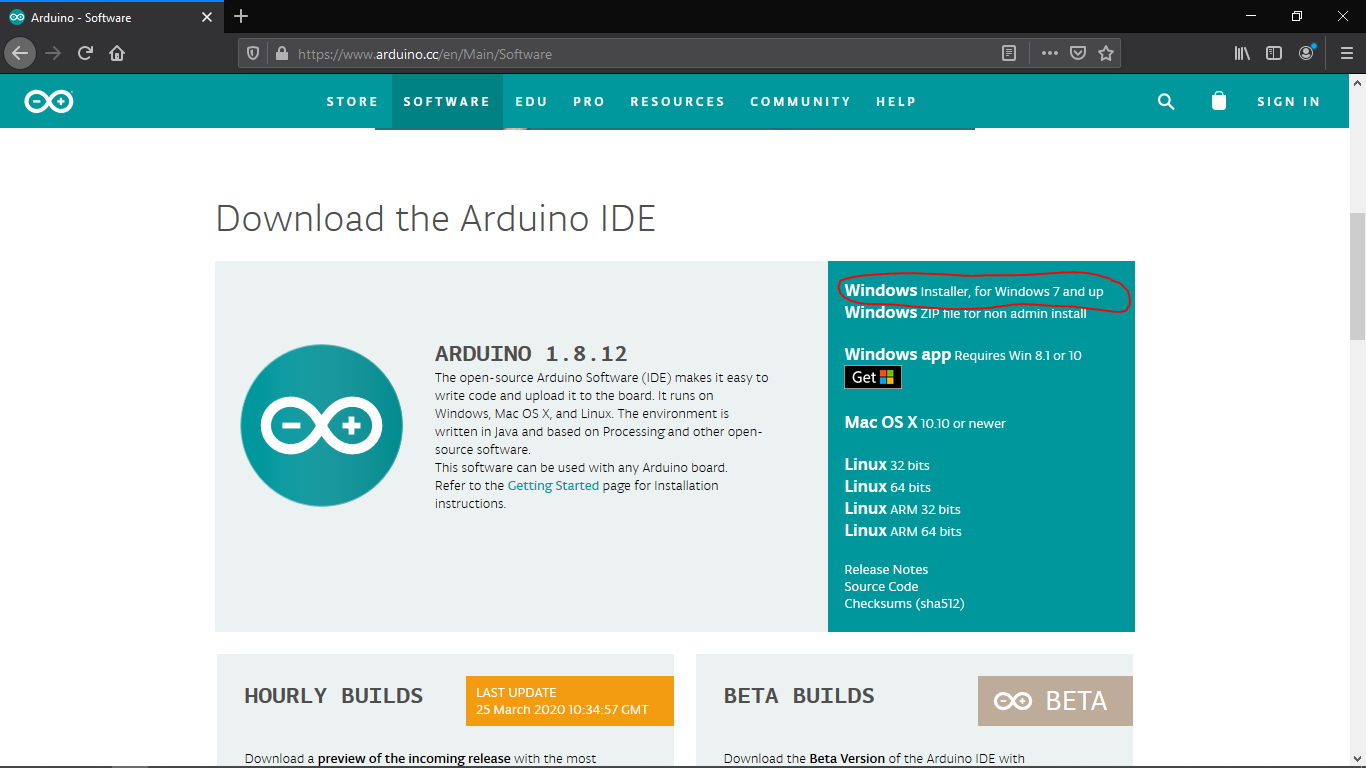 Arduino - Software
https://www.arduino.cc/en/Main/Software
STORE SOFTWARE EDU PRO RESOURCES COMMUNITY HELP SIGN IN
Download the Arduino IDE
ARDUINO 1.8.12
The open-source Arduino Software (IDE) makes it easy to
write code and upload it to the board. It runs on
Windows, Mac OS X, and Linux. The environment is
written in Java and based on Processing and other open-
source software.
This software can be used with any Arduino board.
Refer to the Getting Started page for Installation
instructions.
Windows Installer, for Windows 7 and up
Windows ZIP file for non admin install
Windows app Requires Win 8.1 or 10
Get
Mac OS X 10.10 or newer
Linux 32 bits
Linux 64 bits
Linux ARM 32 bits
Linux ARM 64 bits
Release Notes
Source Code
Checksums (sha512)
HOURLY BUILDS
LAST UPDATE
25 March 2020 10:34:57 GMT
Download a preview of the incoming release with the most
BETA BUILDS
BETA
Download the Beta Version of the Arduino IDE with